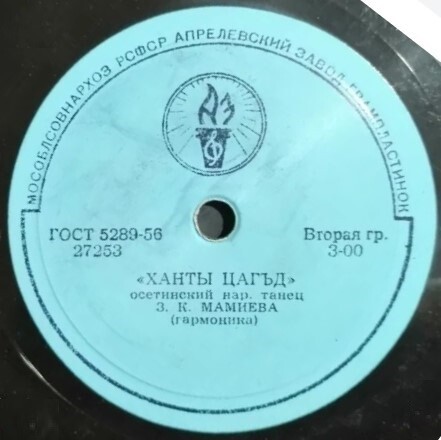 МОСОБЛСОВНАРХОЗ РСФСР АПРЕЛЕВСКИЙ ЗАВОД ГРАМПЛАСТИНОК
АЗ
ГОСТ 5289-56
27253
Вторая гр.
3-00
«ХАНТЫ ЦАГЪД»
осетинский нар. танец
З. К. МАМИЕВА
(гармоника)